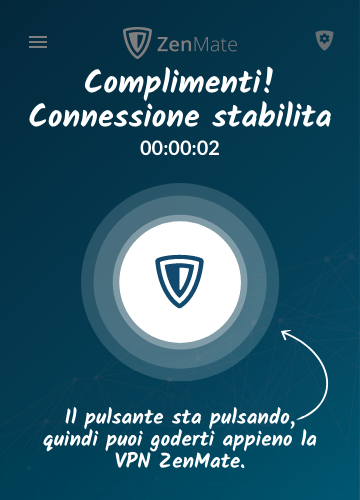 ZenMate
Complimenti!
Connessione stabilita
00:00:02
Il pulsante sta pulsando,
quindi puoi goderti appieno la
VPN ZenMate.